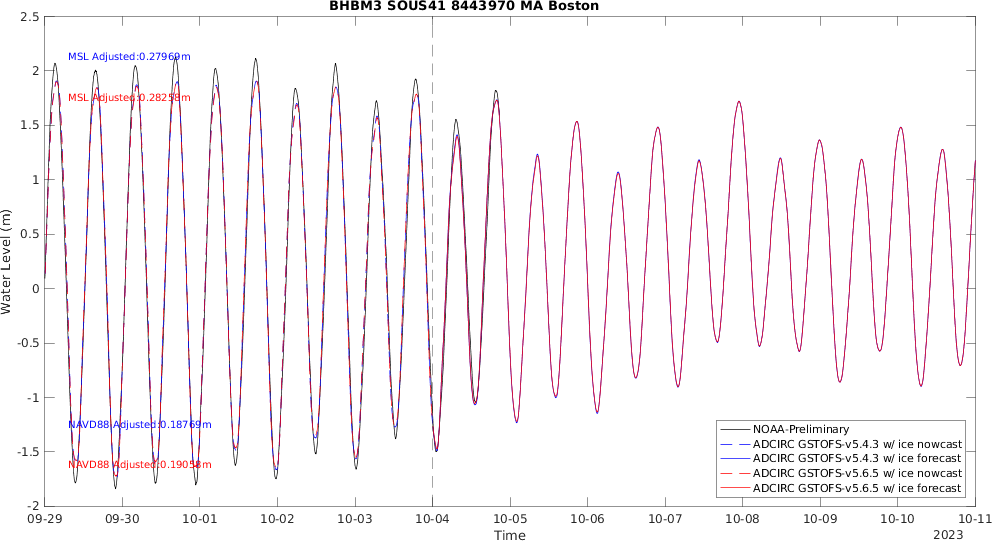 BHBM3 SOUS41 8443970 MA Boston
Water Level (m)
2.5
2
1.5
1
0.5
0
-0.5
-1
-1.5
-2
MSL Adjusted:0.27969m
MSL Adjusted:0.28258m
NAVD88 Adjusted:0.18769m
NAVD88 Adjusted:0.19058m
NOAA-Preliminary
ADCIRC GSTOFS-v5.4.3 w/ ice nowcast
ADCIRC GSTOFS-v5.4.3 w/ ice forecast
ADCIRC GSTOFS-v5.6.5 w/ ice nowcast
ADCIRC GSTOFS-v5.6.5 w/ ice forecast
09-29 09-30 10-01 10-02 10-03 10-04 10-05 10-06 10-07 10-08 10-09 10-10 10-11
Time
2023